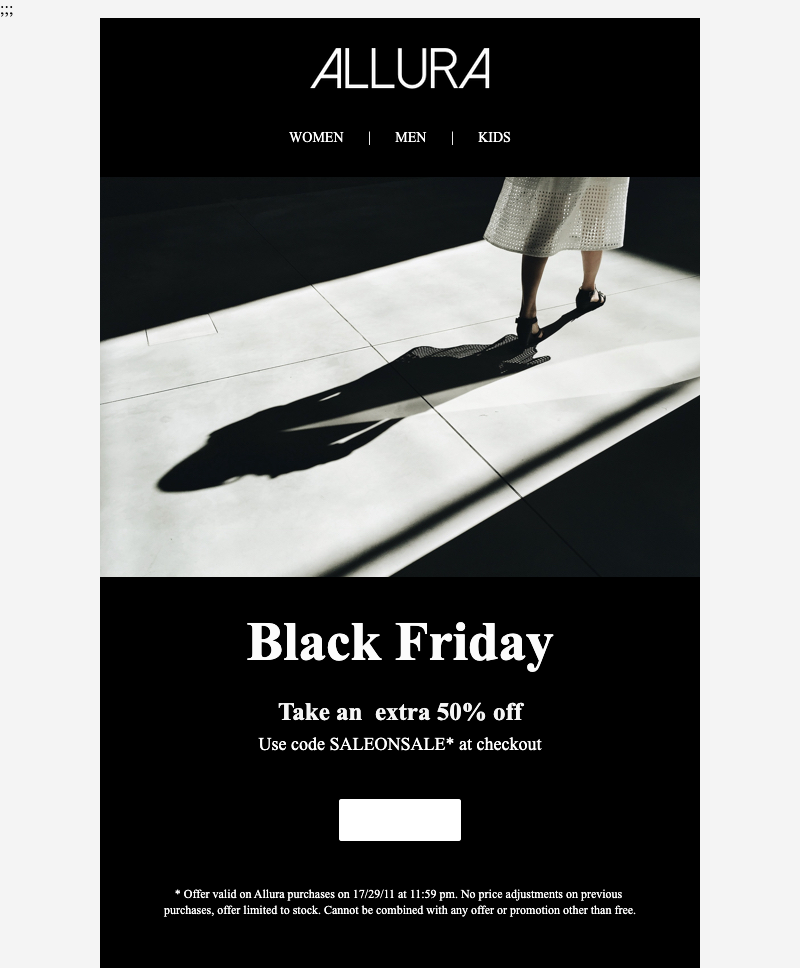 ;;;
ALLURA
WOMEN | MEN | KIDS
Black Friday
Take an  extra 50% off
Use code SALEONSALE* at checkout
* Offer valid on Allura purchases on 17/29/11 at 11:59 pm. No price adjustments on previous
purchases, offer limited to stock. Cannot be combined with any offer or promotion other than free.